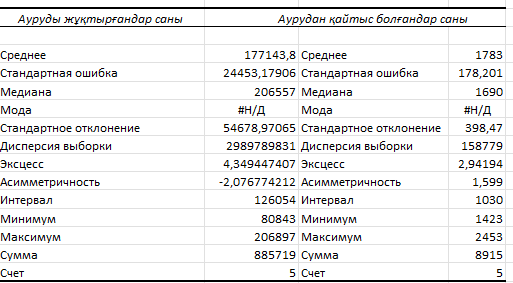 Ауруды жұқтырғандар саны Аурудан қайтыс болғандар саны
Среднее 177143,8 Среднее 1783
Стандартная ошибка 24453,17906 Стандартная ошибка 178,201
Медиана 206557 Медиана 1690
Мода #Н/Д Мода #Н/Д
Стандартное отклонение 54678,97065 Стандартное отклонение 398,47
Дисперсия выборки 2989789831 Дисперсия выборки 158779
Эксцесс 4,349447407 Эксцесс 2,94194
Асимметричность -2,076774212 Асимметричность 1,599
Интервал 126054 Интервал 1030
Минимум 80843 Минимум 1423
Максимум 206897 Максимум 2453
Сумма 885719 Сумма 8915
Счет 5 Счет 5